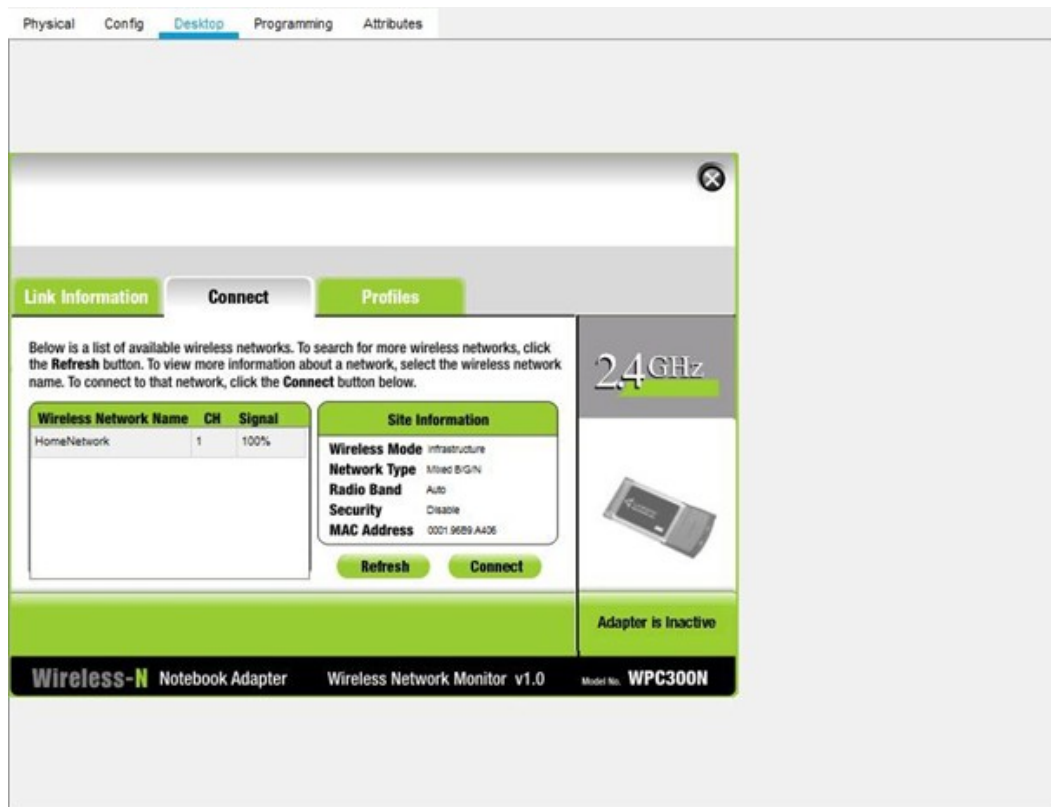 Physical Config Desktop Programming Attributes
Link Information Connect Profiles
Below is a list of available wireless networks. To search for more wireless networks, click
the Refresh button. To view more information about a network, select the wireless network
name. To connect to that network, click the Connect button below.
2.4GHz
Wireless Network Name CH Signal
HomeNetwork 1 100%
Site Information
Wireless Mode Infrastructure
Network Type Mixed B/G/N
Radio Band Auto
Security Disable
MAC Address 0001.96B9.A406
Refresh Connect
Adapter is Inactive
Wireless-N Notebook Adapter Wireless Network Monitor v1.0 Model No. WPC300N